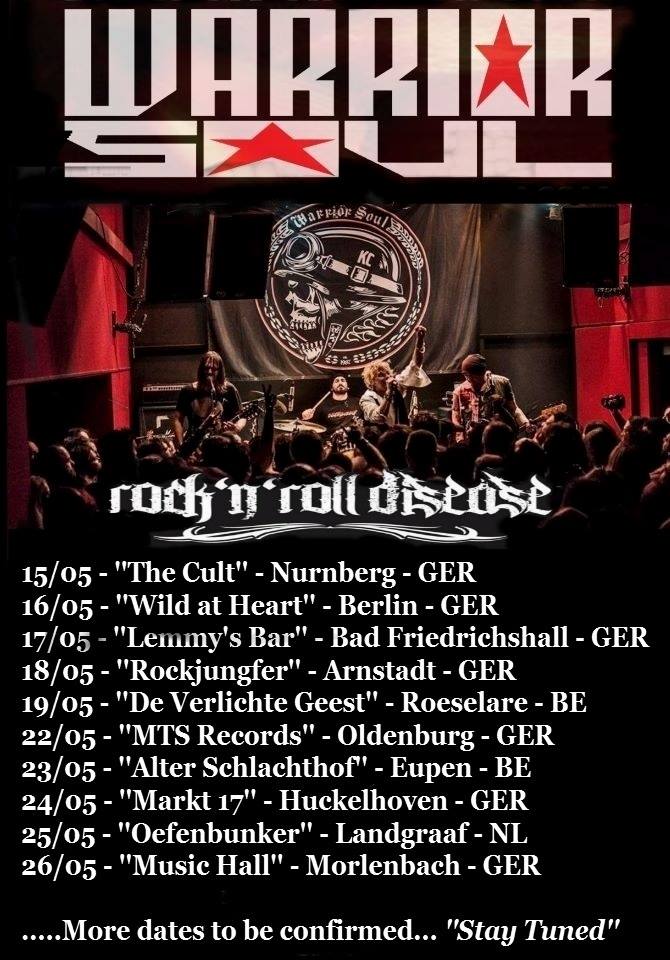 WARRIOR
SOUL
Warrior Soul
KC
rock 'n' roll disease
15/05 - "The Cult" - Nurnberg - GER
16/05 - "Wild at Heart" - Berlin - GER
17/05 - "Lemmy's Bar" - Bad Friedrichshall - GER
18/05 - "Rockjungfer" - Arnstadt - GER
19/05 - "De Verlichte Geest" - Roeselare - BE
22/05 - "MTS Records" - Oldenburg - GER
23/05 - "Alter Schlachthof" - Eupen - BE
24/05 - "Markt 17" - Huckelhoven - GER
25/05 - "Oefenbunker" - Landgraaf - NL
26/05 - "Music Hall" - Morlenbach - GER
.....More dates to be confirmed... "Stay Tuned"